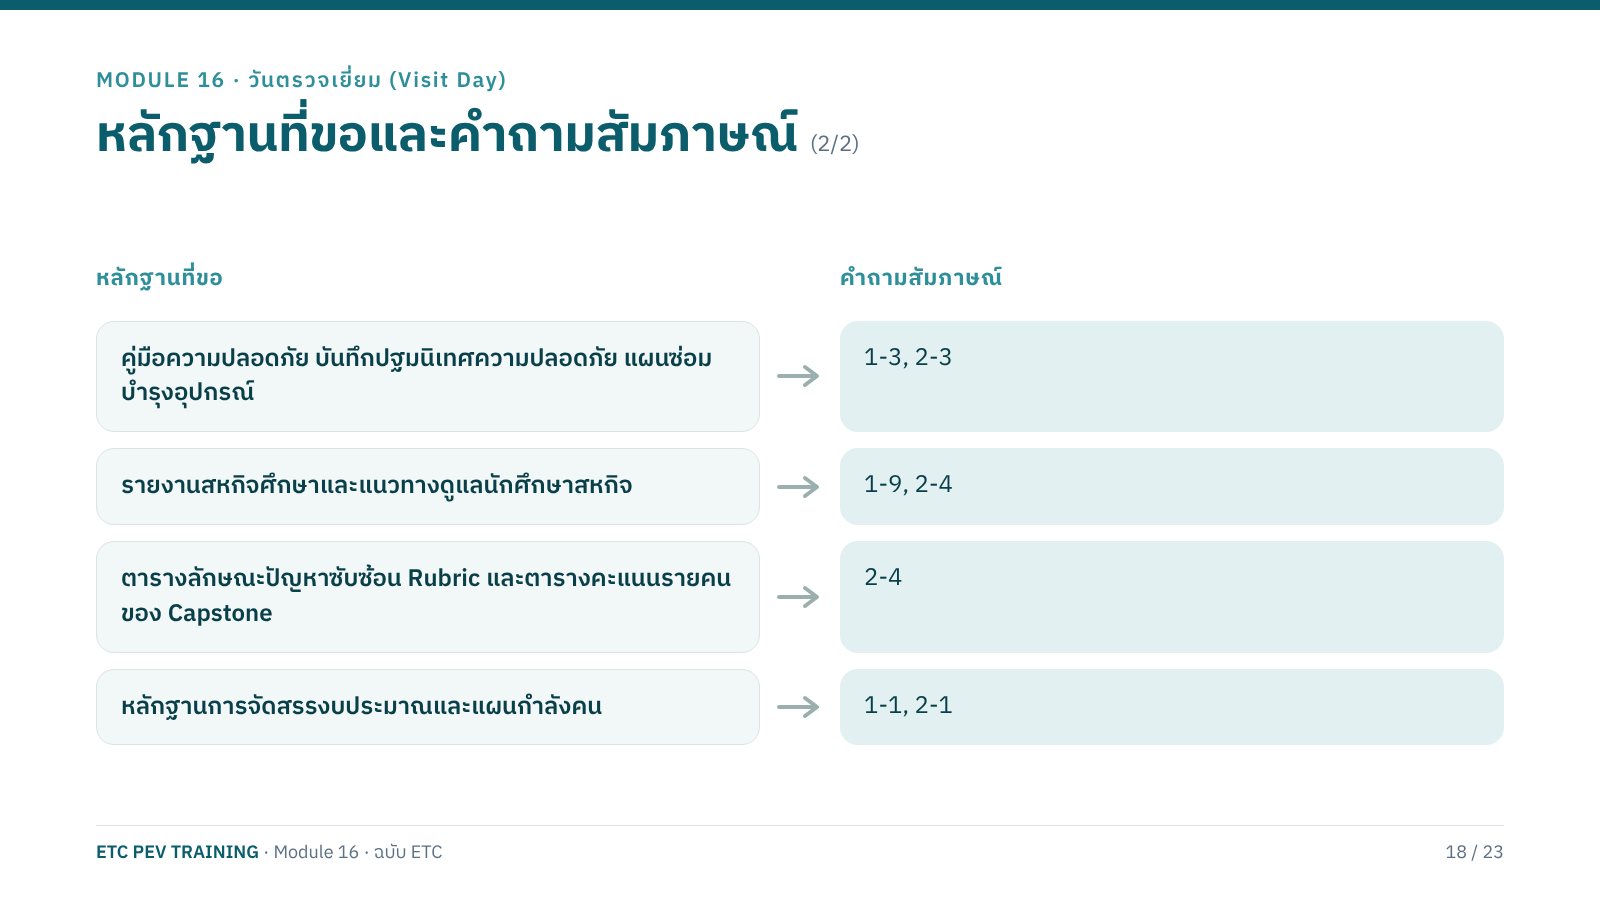 MODULE 16 · วันตรวจเยี่ยม (Visit Day)
หลักฐานที่ขอและคำถามสัมภาษณ์ (2/2)
หลักฐานที่ขอ
คำถามสัมภาษณ์
คู่มือความปลอดภัย บันทึกปฐมนิเทศความปลอดภัย แผนซ่อม
บำรุงอุปกรณ์
1-3, 2-3
รายงานสหกิจศึกษาและแนวทางดูแลนักศึกษาสหกิจ
1-9, 2-4
ตารางลักษณะปัญหาซับซ้อน Rubric และตารางคะแนนรายคน
ของ Capstone
2-4
หลักฐานการจัดสรรงบประมาณและแผนกำลังคน
1-1, 2-1
ETC PEV TRAINING · Module 16 · ฉบับ ETC
18 / 23